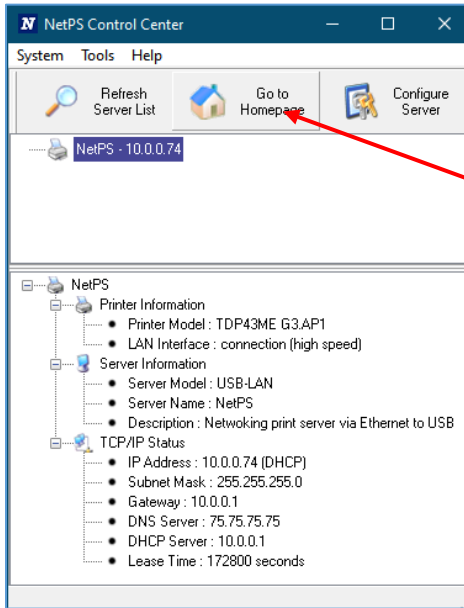 NetPS Control Center
System Tools Help
Refresh
Server List
Go to
Homepage
Configure
Server
NetPS - 10.0.0.74
NetPS
Printer Information
Printer Model : TDP43ME G3.AP1
LAN Interface : connection (high speed)
Server Information
Server Model : USB-LAN
Server Name : NetPS
Description : Netwoking print server via Ethernet to USB
TCP/IP Status
IP Address : 10.0.0.74 (DHCP)
Subnet Mask : 255.255.255.0
Gateway : 10.0.0.1
DNS Server : 75.75.75.75
DHCP Server : 10.0.0.1
Lease Time : 172800 seconds